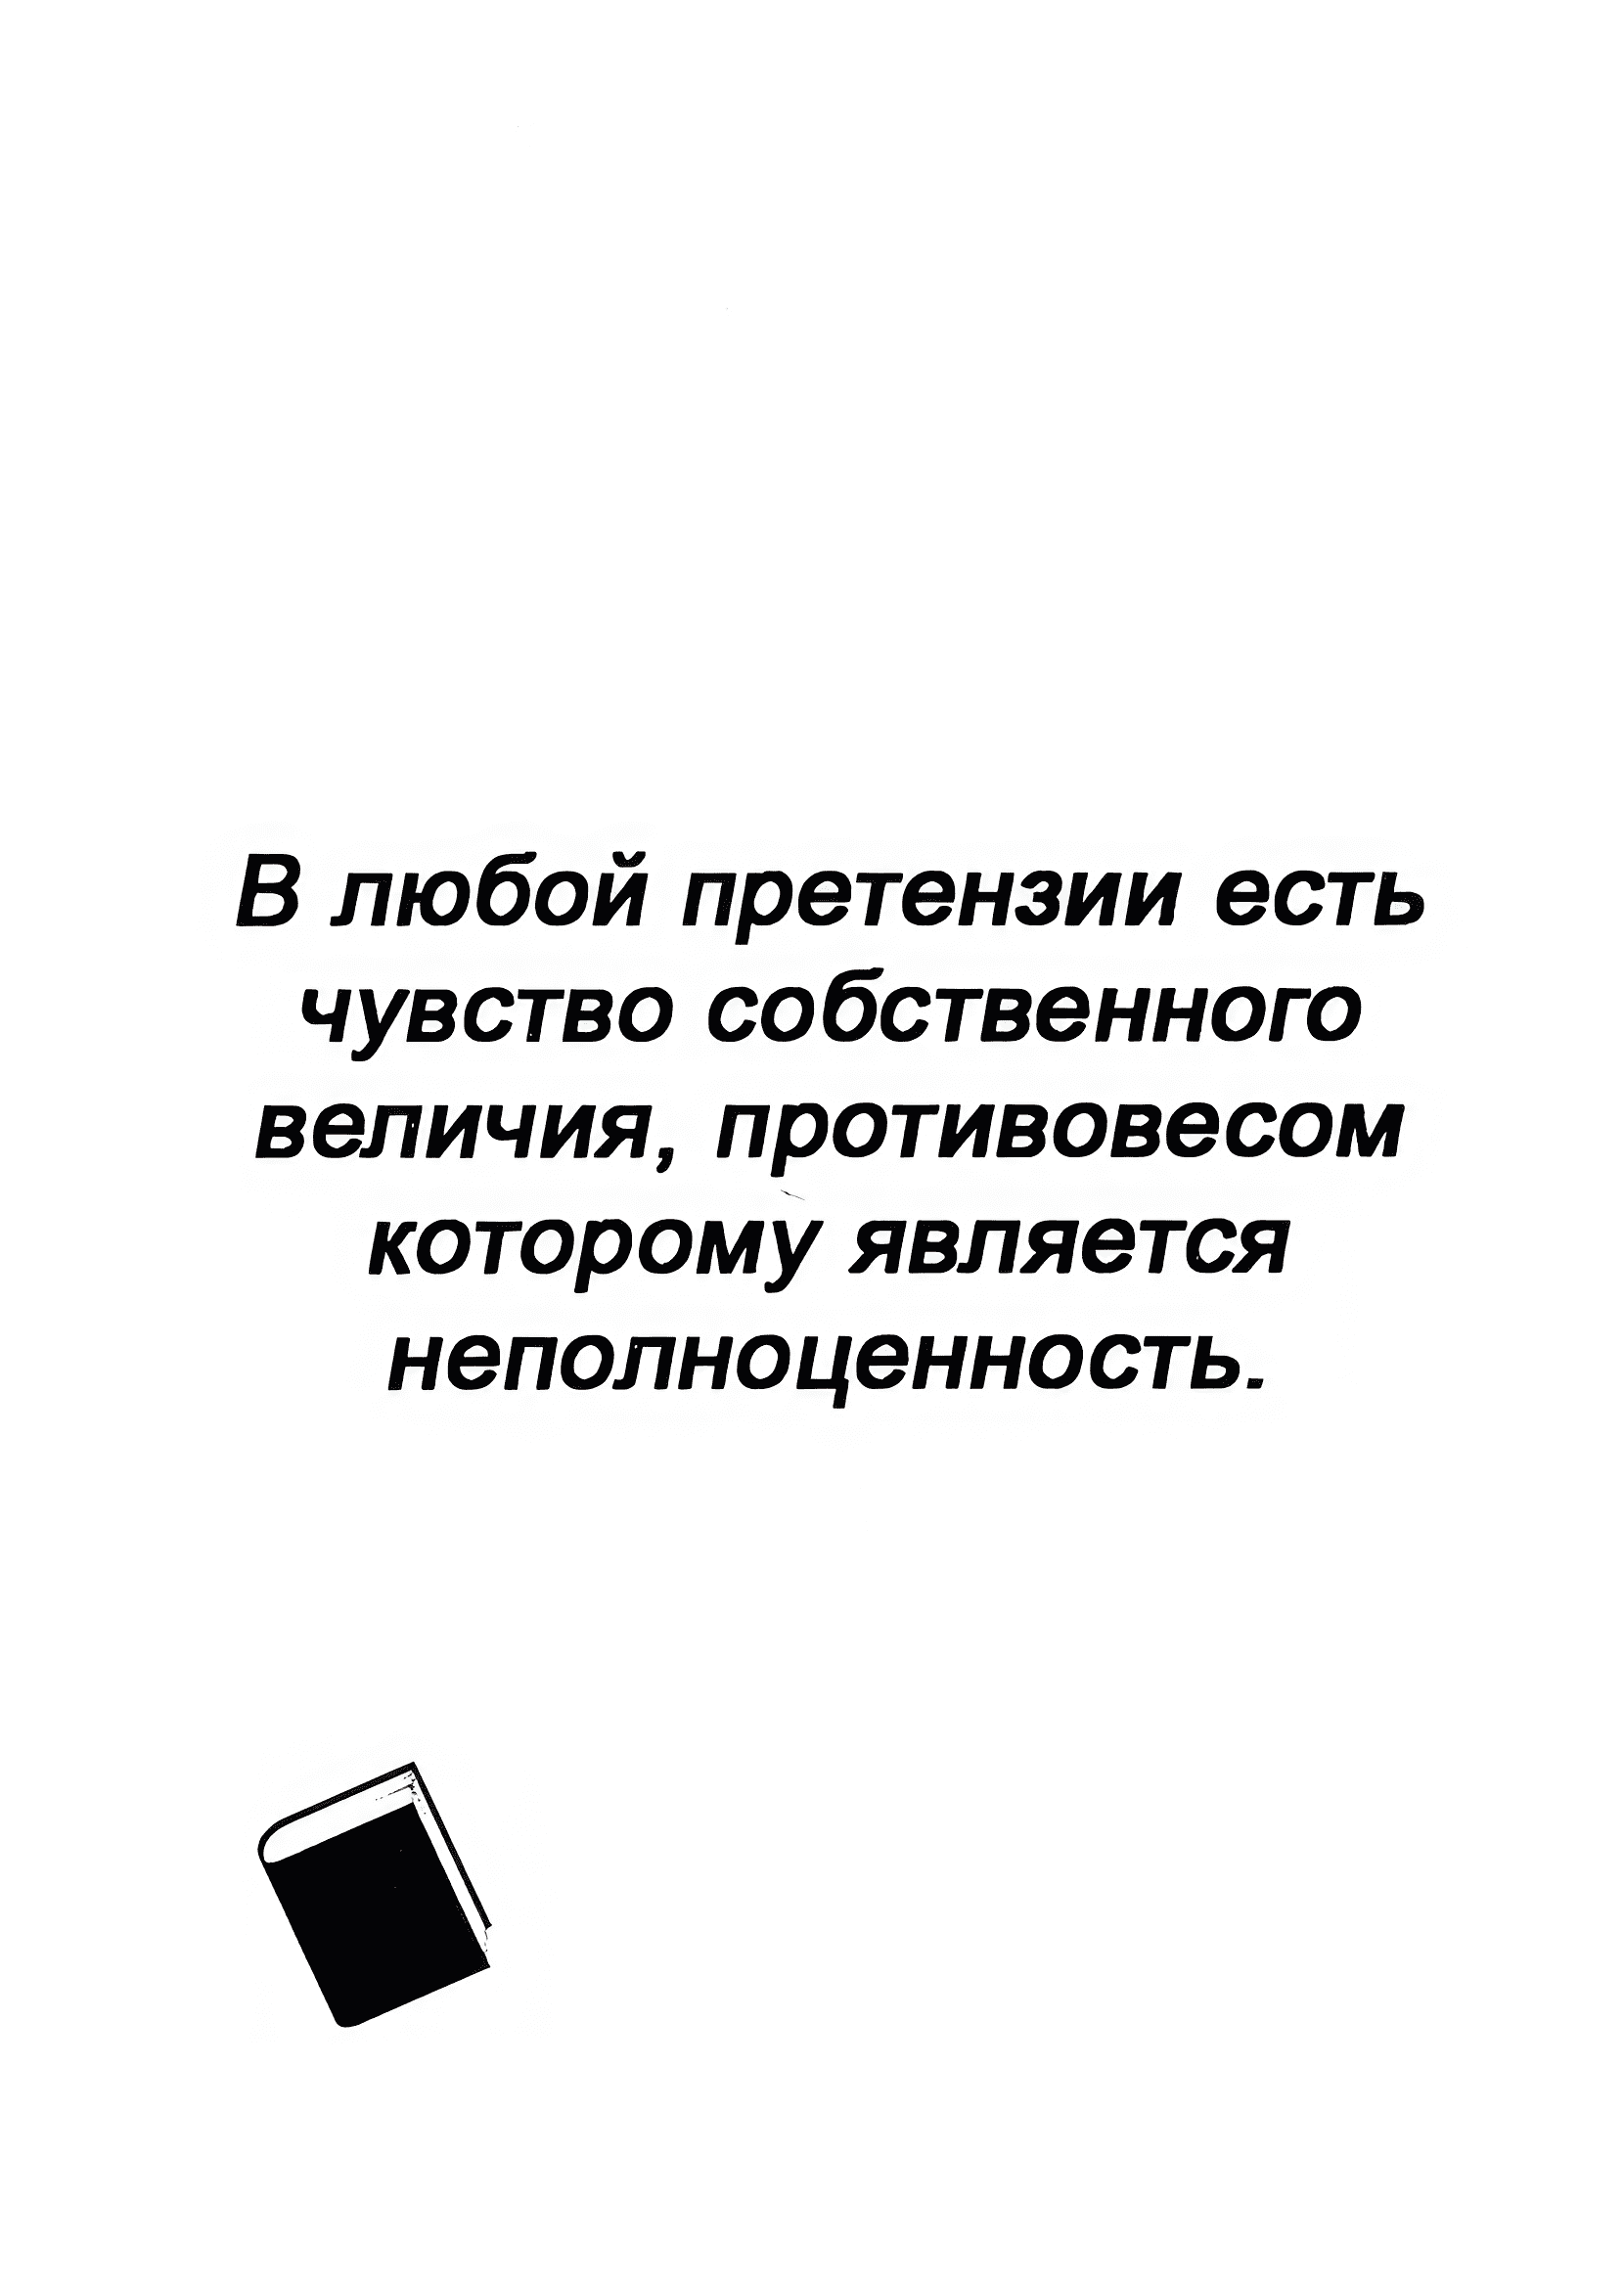 В любой претензии есть
чувство собственного
величия, противовесом
которому является
неполноценность.